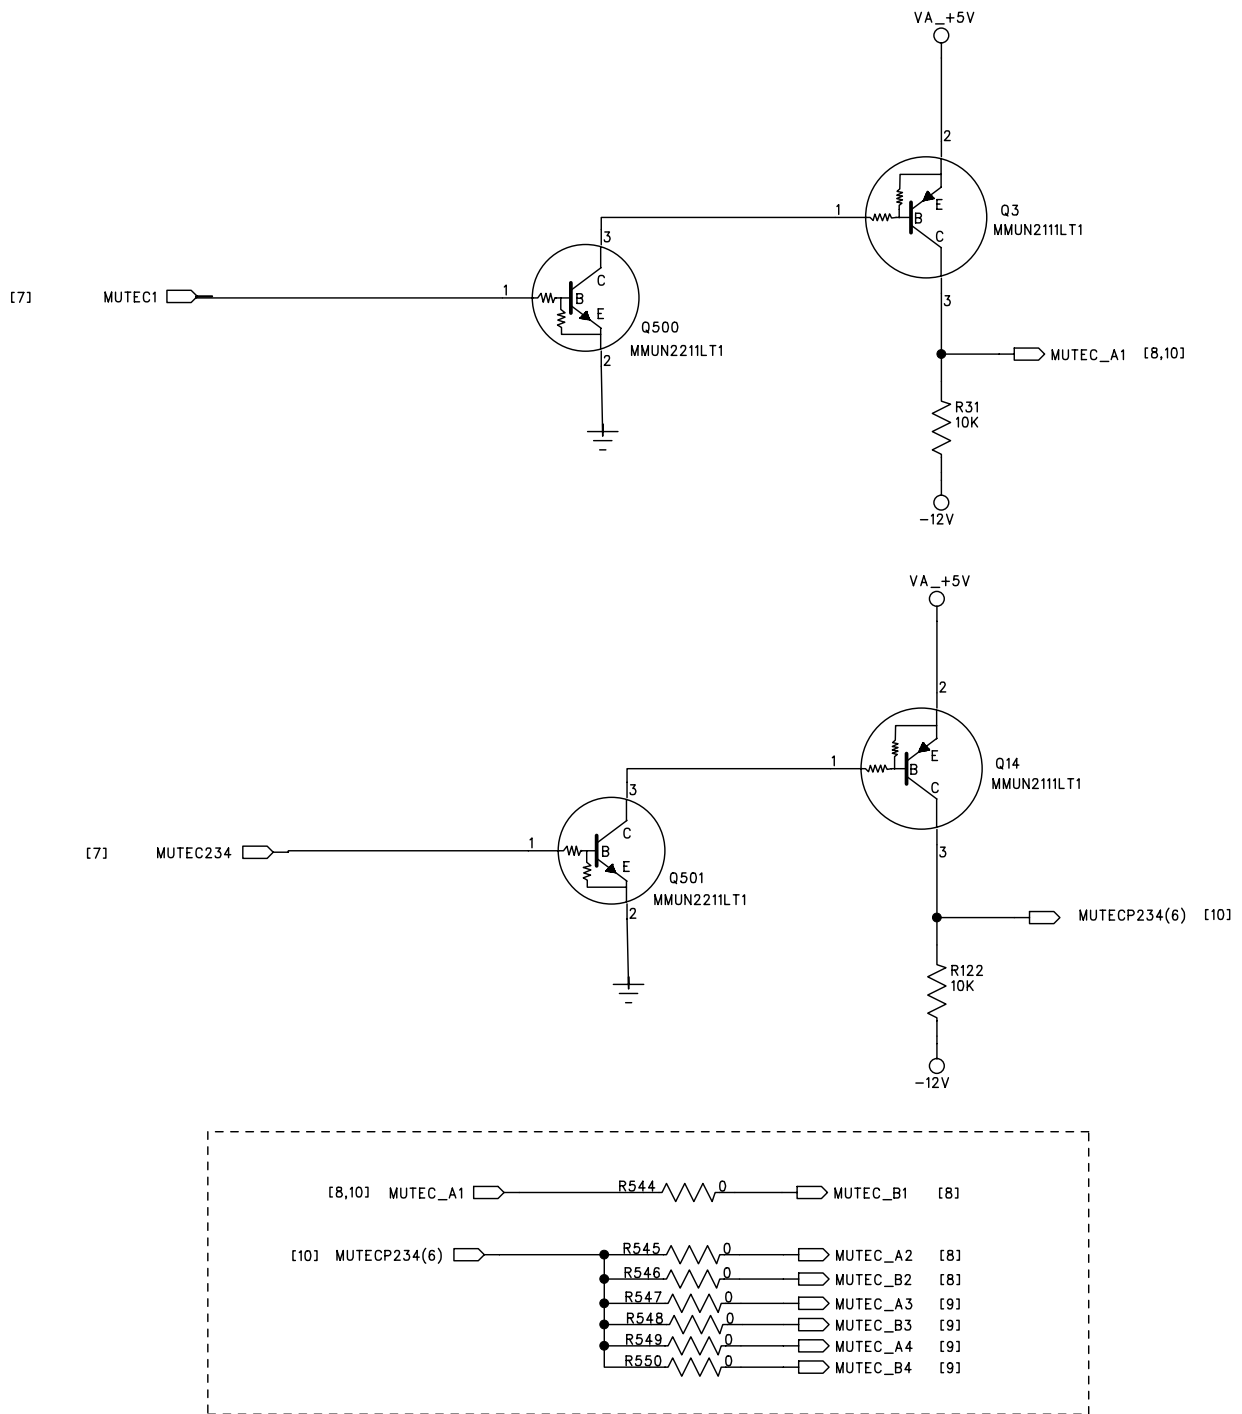 VA_+5V
2
1
E
B
C
Q3
MMUN2111LT1
3
3
[7] MUTEC1
1
C
B
E
Q500
MMUN2211LT1
2
MUTEC_A1 [8,10]
R31
10K
-12V
VA_+5V
2
1
E
B
C
Q14
MMUN2111LT1
3
3
[7] MUTEC234
1
C
B
E
Q501
MMUN2211LT1
2
MUTECP234(6) [10]
R122
10K
-12V
[8,10] MUTEC_A1 R544 0 MUTEC_B1 [8]
[10] MUTECP234(6) R545 0 MUTEC_A2 [8]
R546 0 MUTEC_B2 [8]
R547 0 MUTEC_A3 [9]
R548 0 MUTEC_B3 [9]
R549 0 MUTEC_A4 [9]
R550 0 MUTEC_B4 [9]